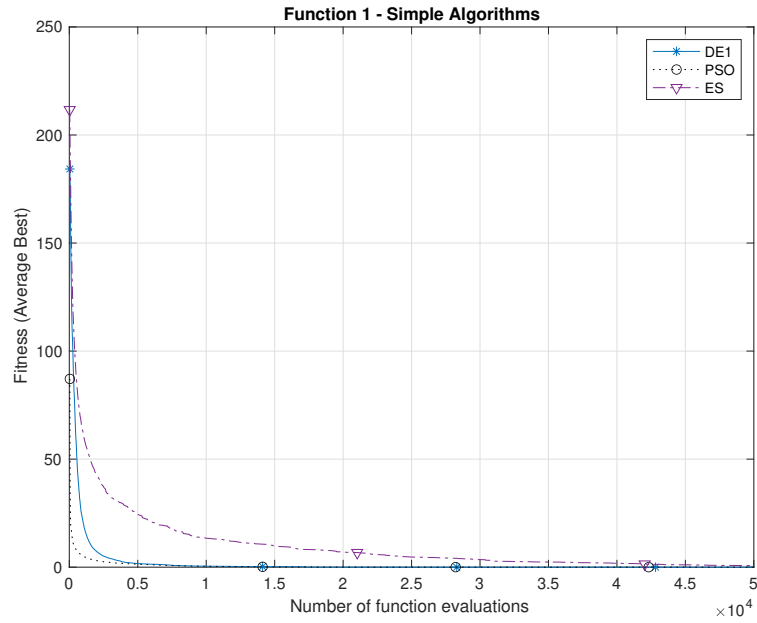 Function 1 - Simple Algorithms
250
200
150
100
50
0
Fitness (Average Best)
DE1
PSO
ES
0 0.5 1 1.5 2 2.5 3 3.5 4 4.5 5
Number of function evaluations
×10^4